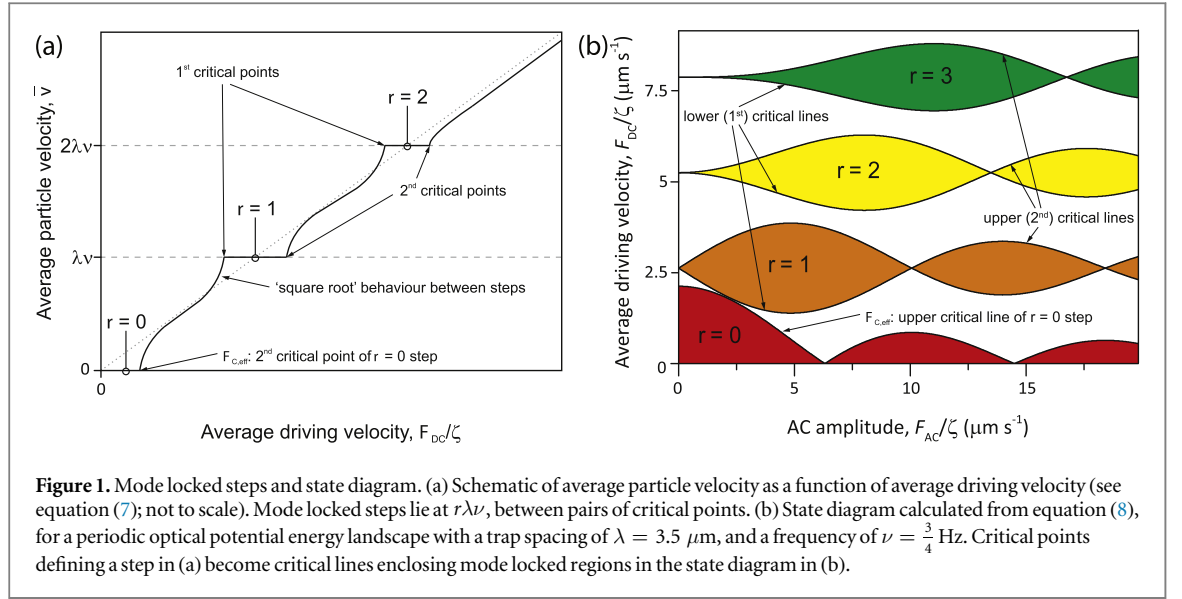 (a)
Average particle velocity, v̅
2λν
λν
0
0
1st critical points
r = 2
2nd critical points
r = 1
'square root' behaviour between steps
r = 0
FC,eff: 2nd critical point of r = 0 step
Average driving velocity, FDC/ζ
(b)
Average driving velocity, FDC/ζ (μm s-1)
7.5
5
2.5
0
r = 3
lower (1st) critical lines
r = 2
upper (2nd) critical lines
r = 1
FC,eff: upper critical line of r = 0 step
r = 0
0
5
10
15
AC amplitude, FAC/ζ (μm s-1)
Figure 1. Mode locked steps and state diagram. (a) Schematic of average particle velocity as a function of average driving velocity (see
equation (7); not to scale). Mode locked steps lie at rλν, between pairs of critical points. (b) State diagram calculated from equation (8),
for a periodic optical potential energy landscape with a trap spacing of λ = 3.5 μm, and a frequency of ν = 3/4 Hz. Critical points
defining a step in (a) become critical lines enclosing mode locked regions in the state diagram in (b).